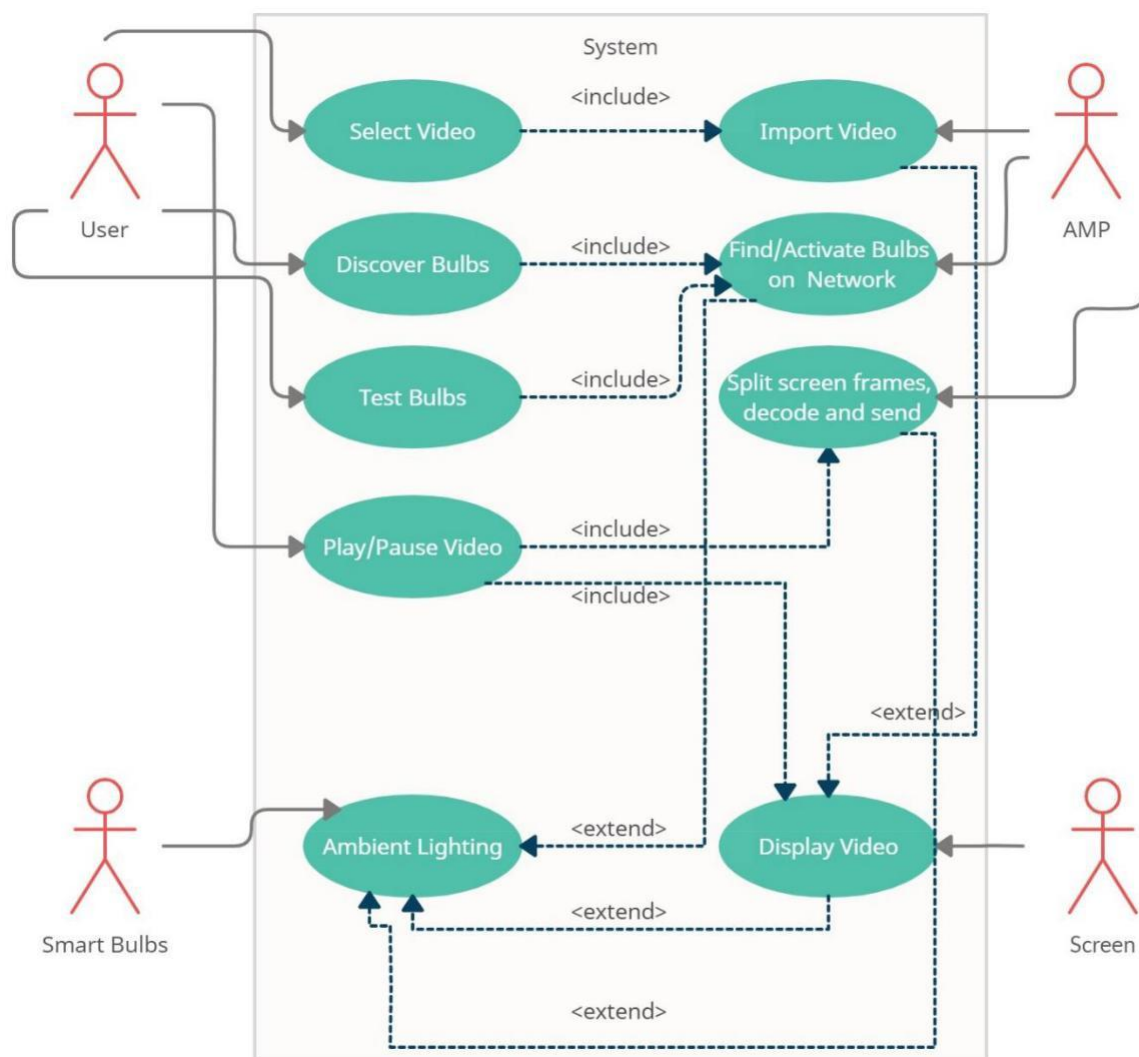 System
<include>
Select Video
Import Video
User
AMP
<include>
Discover Bulbs
Find/Activate Bulbs
on Network
<include>
Test Bulbs
Split screen frames,
decode and send
<include>
Play/Pause Video
<include>
<extend>
<extend>
Ambient Lighting
Display Video
<extend>
Smart Bulbs
Screen
<extend>